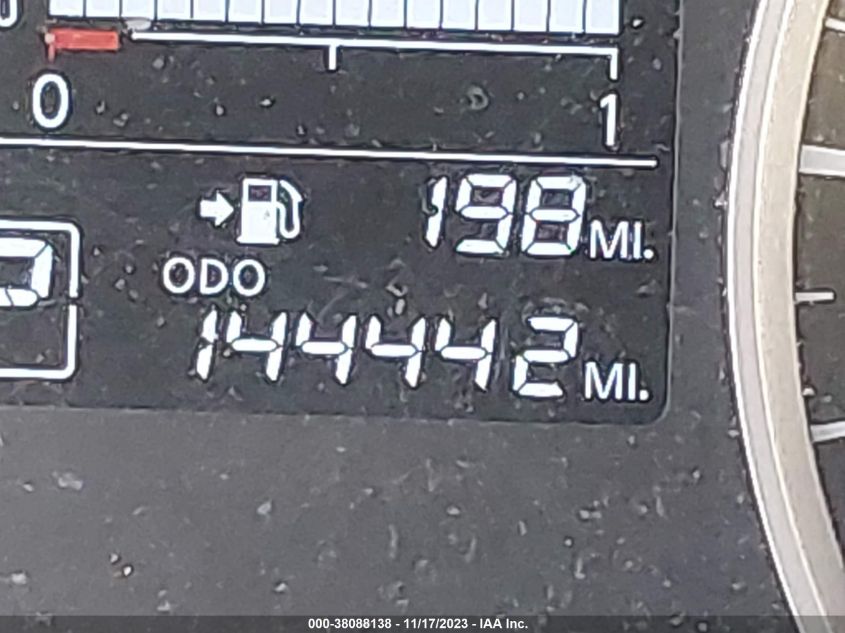 0 1
198 MI.
ODO
144442 MI.
000-38088138 - 11/17/2023 - IAA Inc.